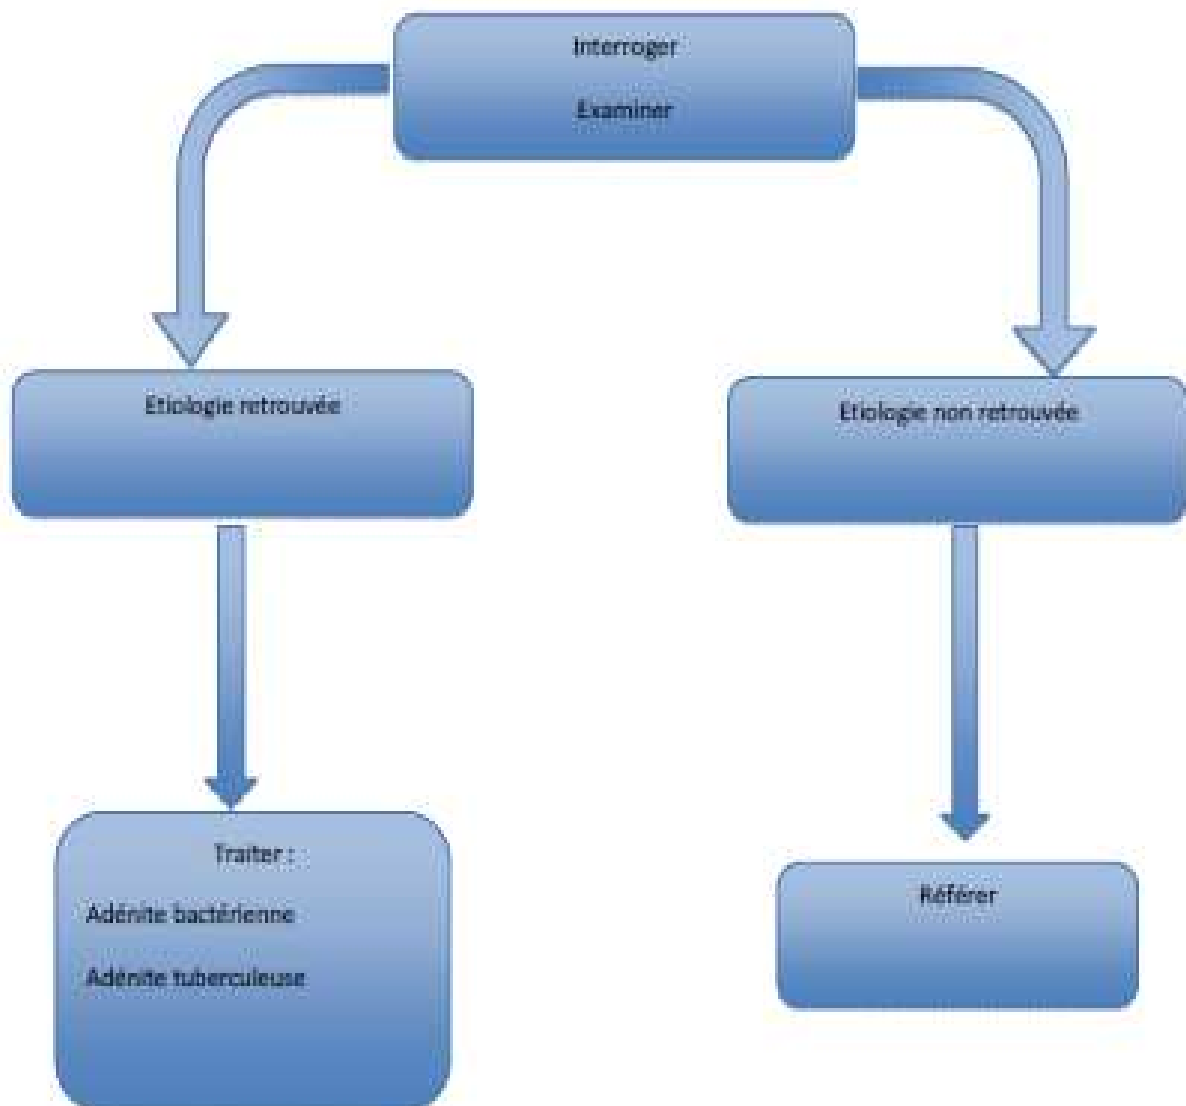 Interroger
Examiner
Etiologie retrouvée
Etiologie non retrouvée
Traiter :
Adénite bactérienne
Adénite tuberculeuse
Référer